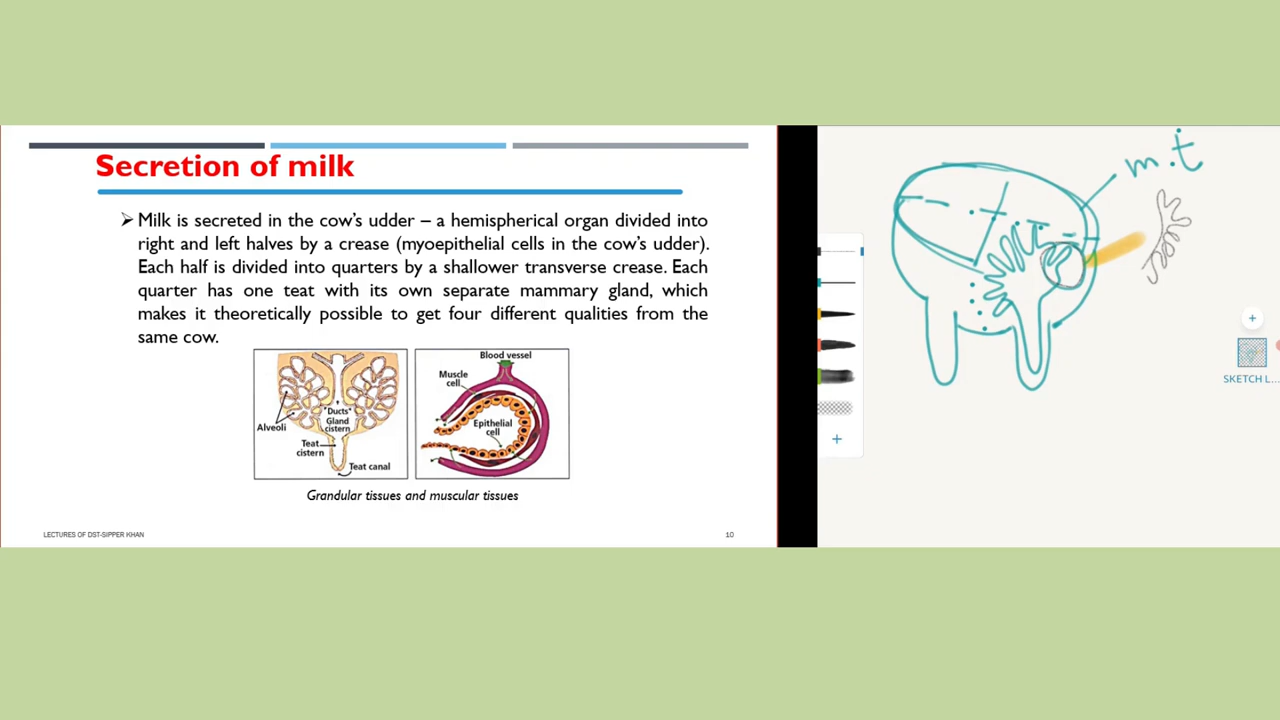 Secretion of milk
➢ Milk is secreted in the cow's udder – a hemispherical organ divided into
right and left halves by a crease (myoepithelial cells in the cow's udder).
Each half is divided into quarters by a shallower transverse crease. Each
quarter has one teat with its own separate mammary gland, which
makes it theoretically possible to get four different qualities from the
same cow.
Alveoli
"Ducts"
Gland
cistern
Teat
cistern
Teat canal
Blood vessel
Muscle
cell
Epithelial
cell
Grandular tissues and muscular tissues
LECTURES OF DST-SIPPER KHAN
10
m.t
SKETCH L...